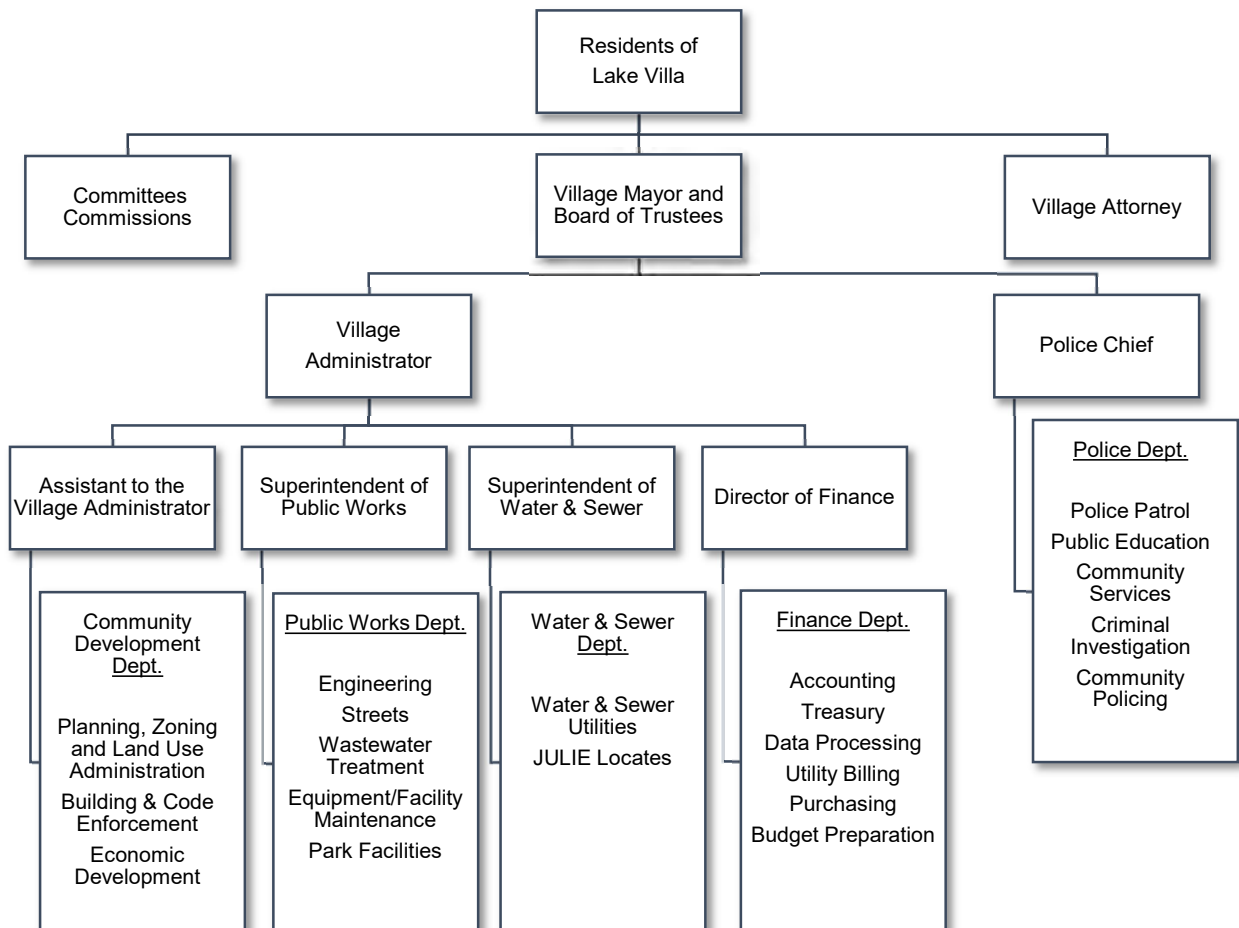 Residents of
Lake Villa
Committees
Commissions
Village Mayor and
Board of Trustees
Village Attorney
Village
Administrator
Police Chief
Assistant to the
Village Administrator
Superintendent of
Public Works
Superintendent of
Water & Sewer
Director of Finance
Police Dept.
Police Patrol
Public Education
Community
Services
Criminal
Investigation
Community
Policing
Community
Development
Dept.
Planning, Zoning
and Land Use
Administration
Building & Code
Enforcement
Economic
Development
Public Works Dept.
Engineering
Streets
Wastewater
Treatment
Equipment/Facility
Maintenance
Park Facilities
Water & Sewer
Dept.
Water & Sewer
Utilities
JULIE Locates
Finance Dept.
Accounting
Treasury
Data Processing
Utility Billing
Purchasing
Budget Preparation